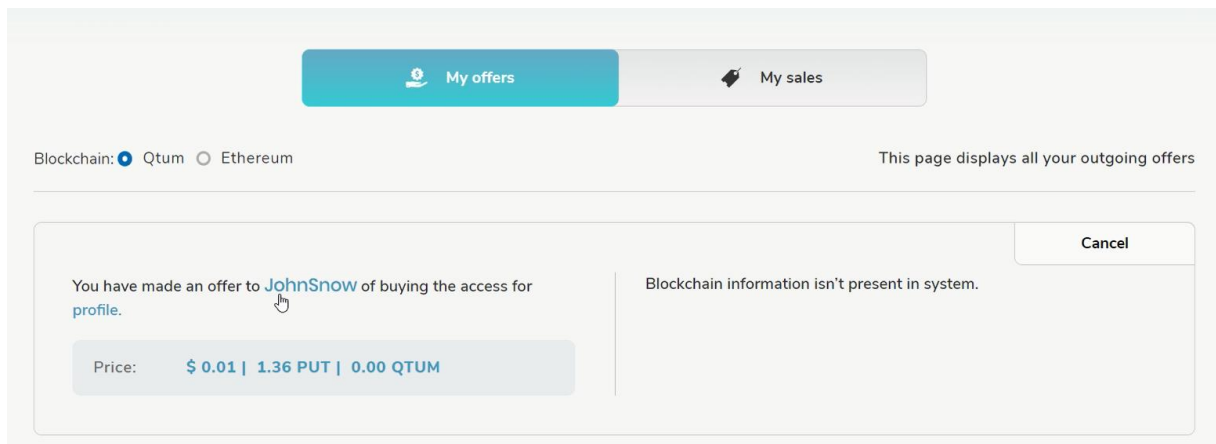 My offers
My sales
Blockchain: Qtum Ethereum
This page displays all your outgoing offers
Cancel
You have made an offer to JohnSnow of buying the access for
profile.
Blockchain information isn’t present in system.
Price: $ 0.01 | 1.36 PUT | 0.00 QTUM